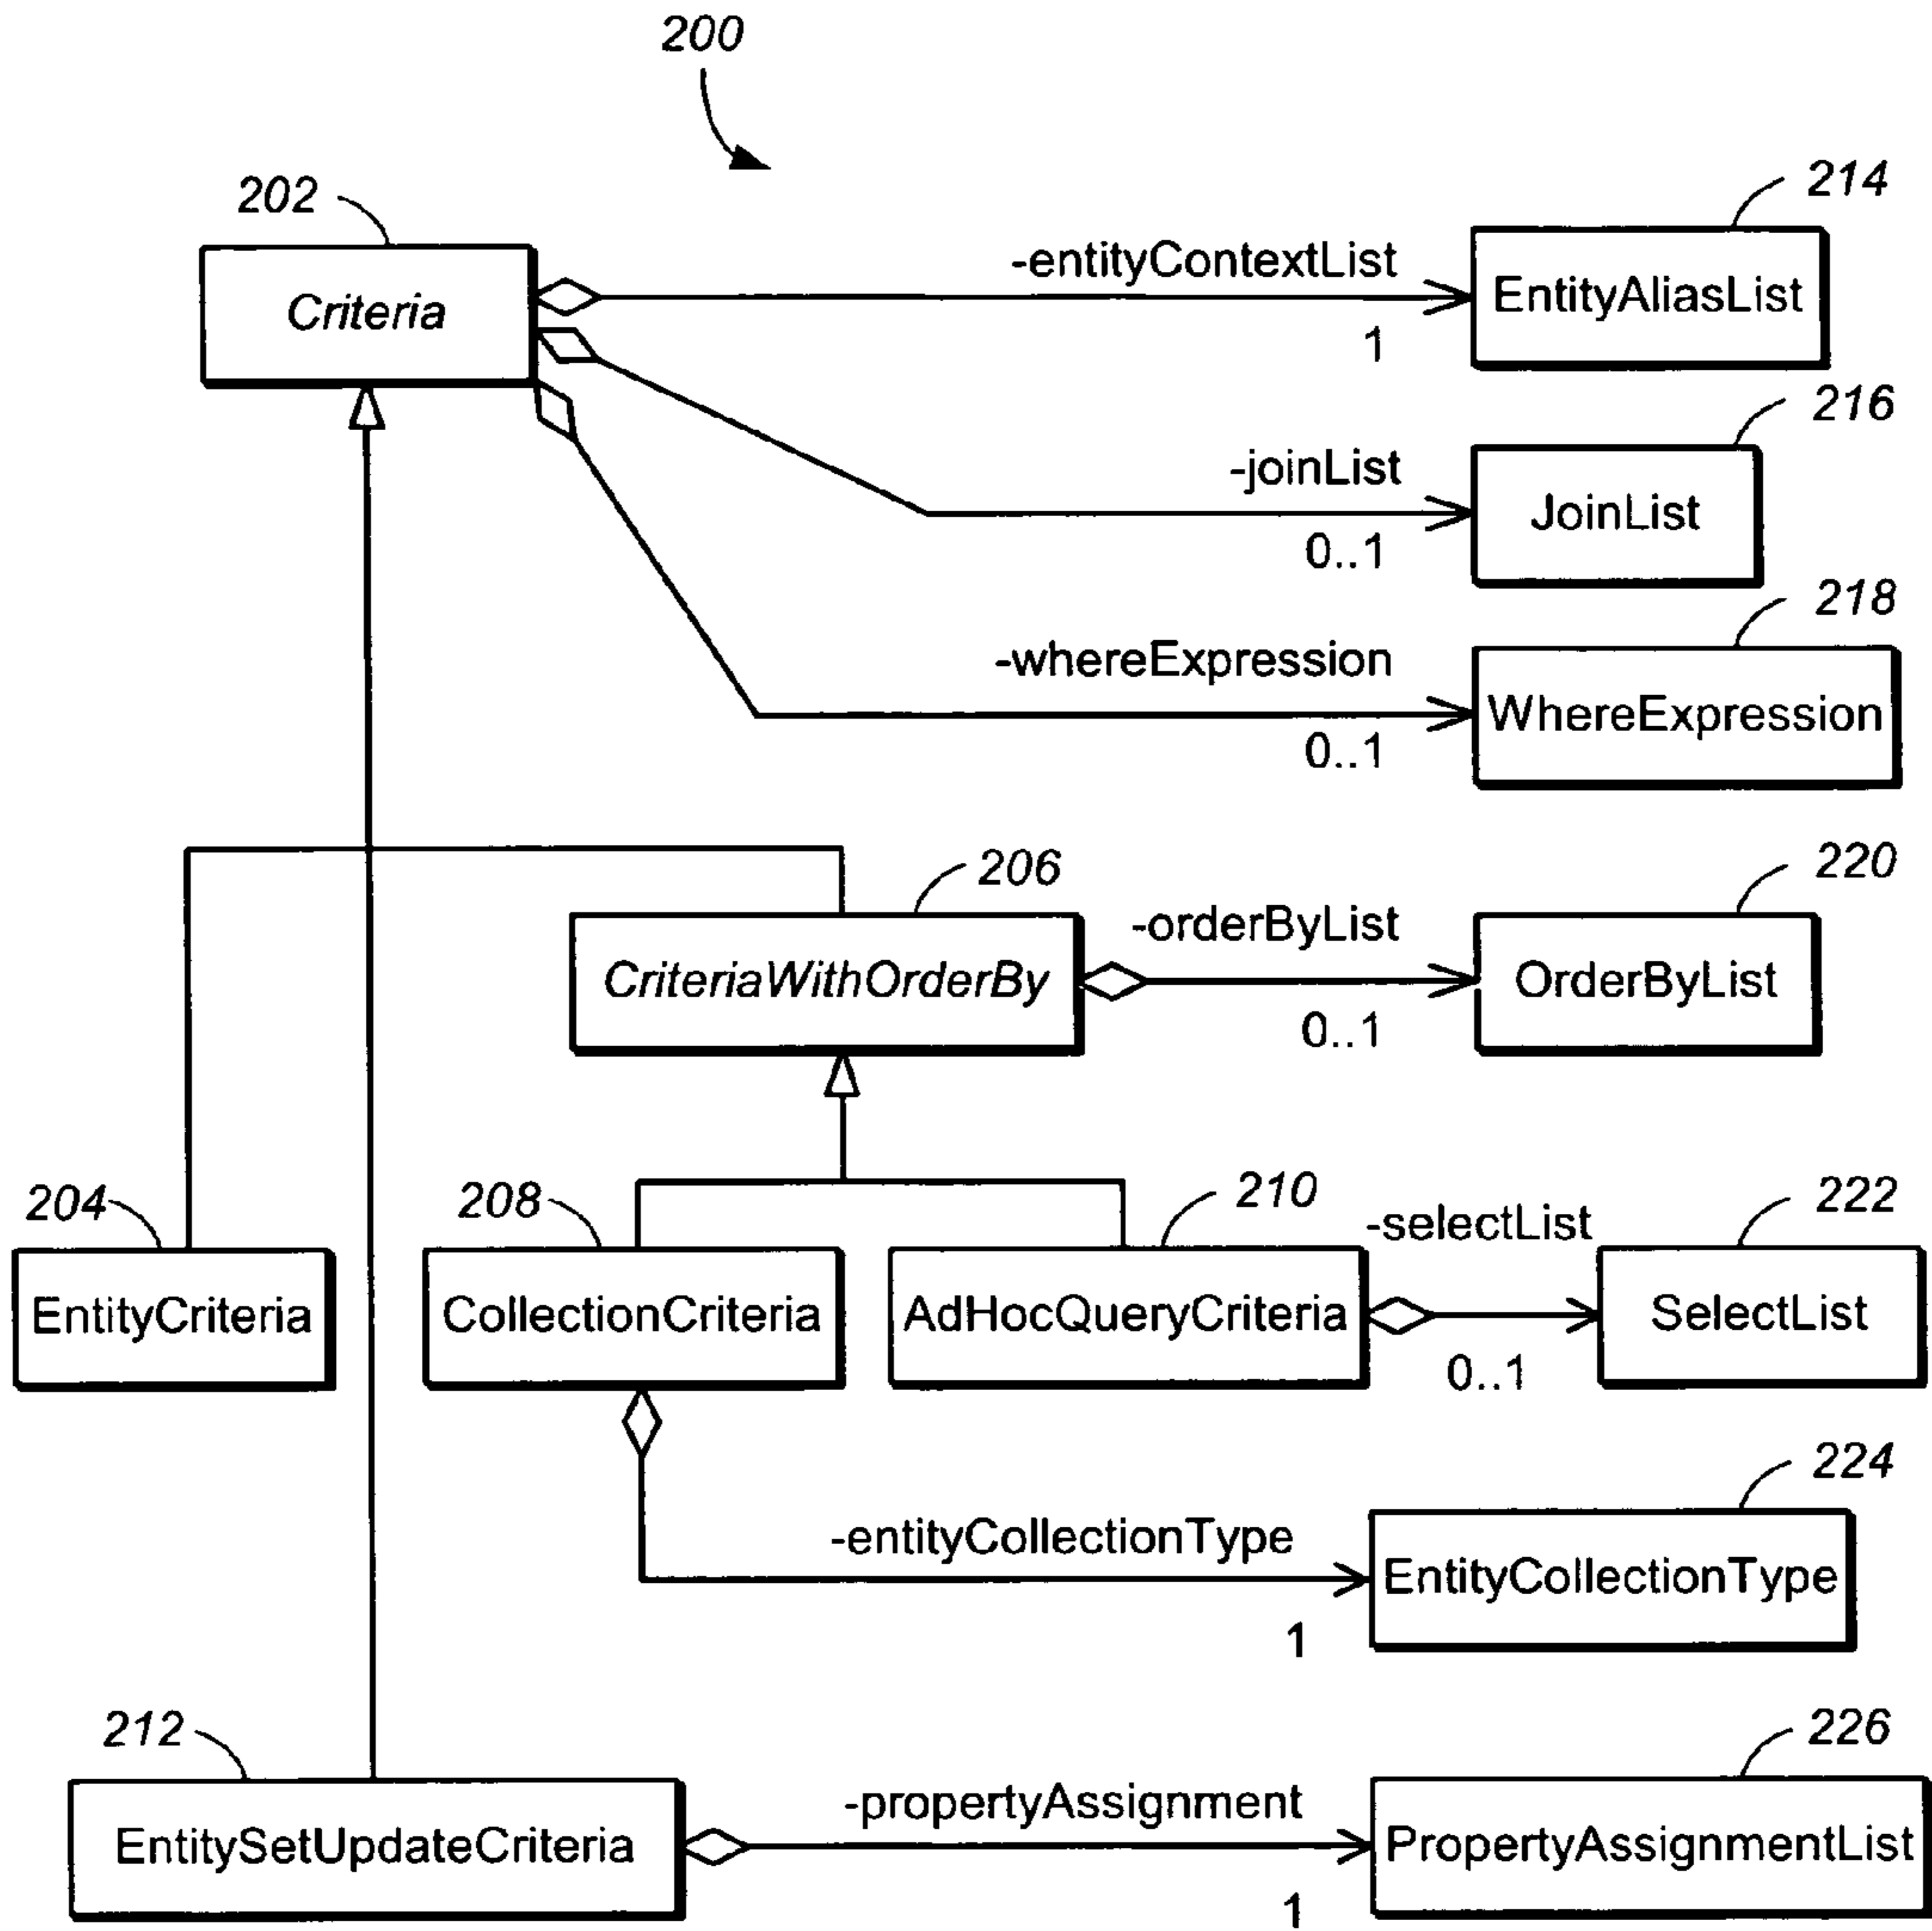 200
202
214
Criteria
-entityContextList
1
EntityAliasList
216
-joinList
0..1
JoinList
218
-whereExpression
0..1
WhereExpression
206
220
CriteriaWithOrderBy
-orderByList
0..1
OrderByList
204
208
210
222
EntityCriteria
CollectionCriteria
AdHocQueryCriteria
-selectList
0..1
SelectList
224
-entityCollectionType
1
EntityCollectionType
212
226
EntitySetUpdateCriteria
-propertyAssignment
1
PropertyAssignmentList